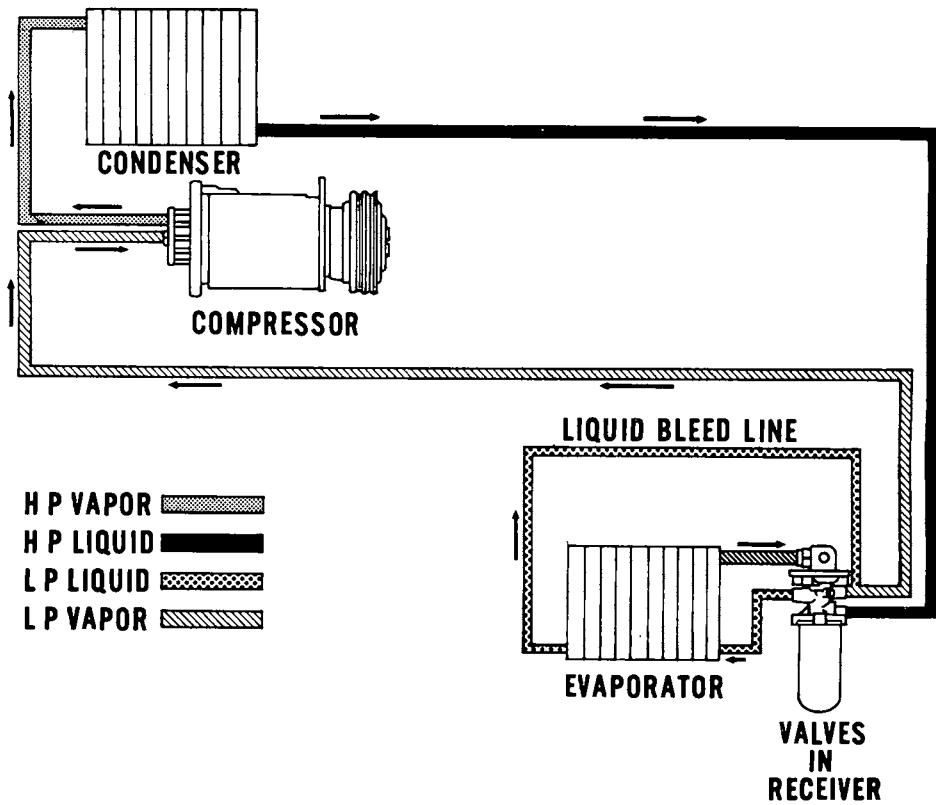 CONDENSER
COMPRESSOR
LIQUID BLEED LINE
H P VAPOR
H P LIQUID
L P LIQUID
L P VAPOR
EVAPORATOR
VALVES
IN
RECEIVER